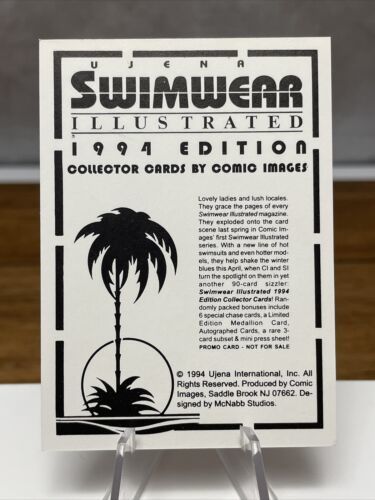 UJENA
SWIMWEAR
ILLUSTRATED
1994 EDITION
COLLECTOR CARDS BY COMIC IMAGES
Lovely ladies and lush locales.
They grace the pages of every
Swimwear Illustrated magazine.
They exploded onto the card
scene last spring in Comic Im-
ages' first Swimwear Illustrated
series. With a new line of hot
swimsuits and even hotter mod-
els, they help shake the winter
blues this April, when CI and SI
turn the spotlight on them in yet
another 90-card sizzler:
Swimwear Illustrated 1994
Edition Collector Cards! Ran-
domly packed bonuses include
6 special chase cards, a Limited
Edition Medallion Card,
Autographed Cards, a rare 3-
card subset & mini press sheet!
PROMO CARD - NOT FOR SALE
© 1994 Ujena International, Inc. All
Rights Reserved. Produced by Comic
Images, Saddle Brook NJ 07662. De-
signed by McNabb Studios.